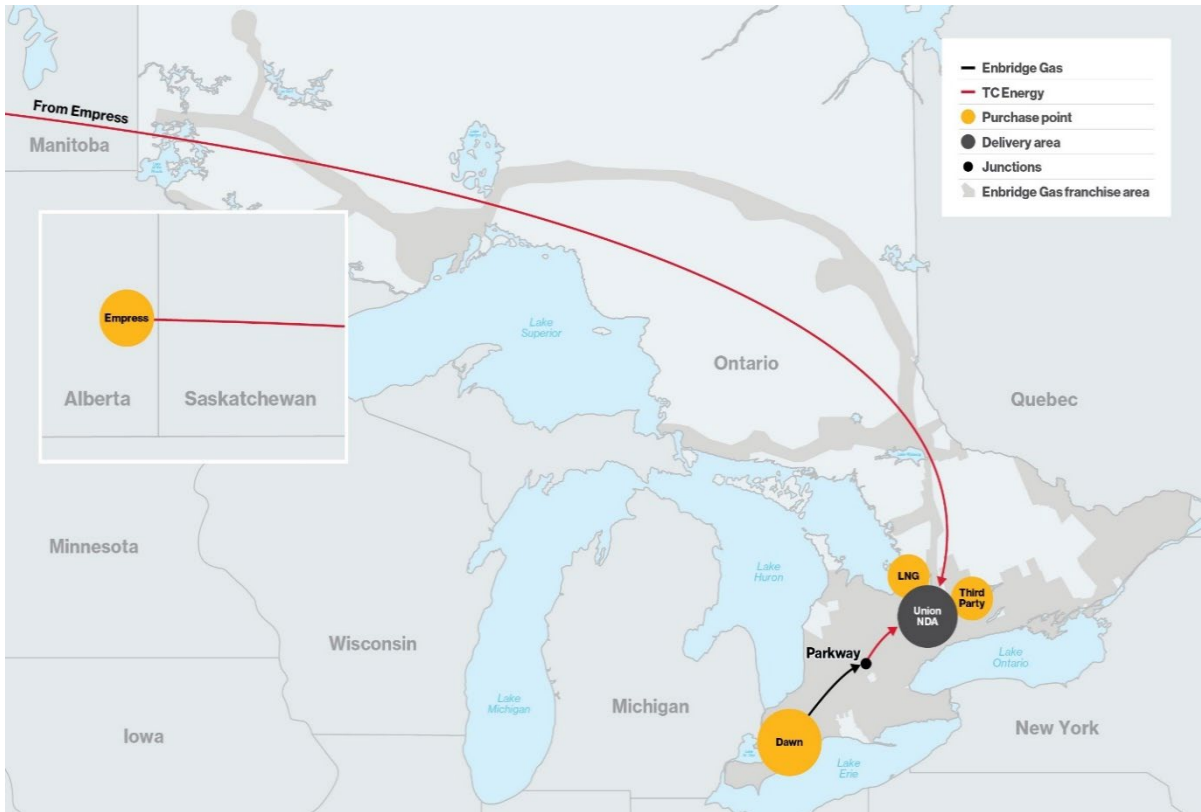 From Empress
Manitoba
Enbridge Gas
TC Energy
Purchase point
Delivery area
Junctions
Enbridge Gas franchise area
Empress
Alberta
Saskatchewan
Lake
Superior
Ontario
Quebec
Minnesota
Wisconsin
Lake
Michigan
Michigan
Lake
Huron
LNG
Third
Party
Union
NDA
Parkway
Lake
Ontario
Dawn
Lake
Erie
New York
Iowa